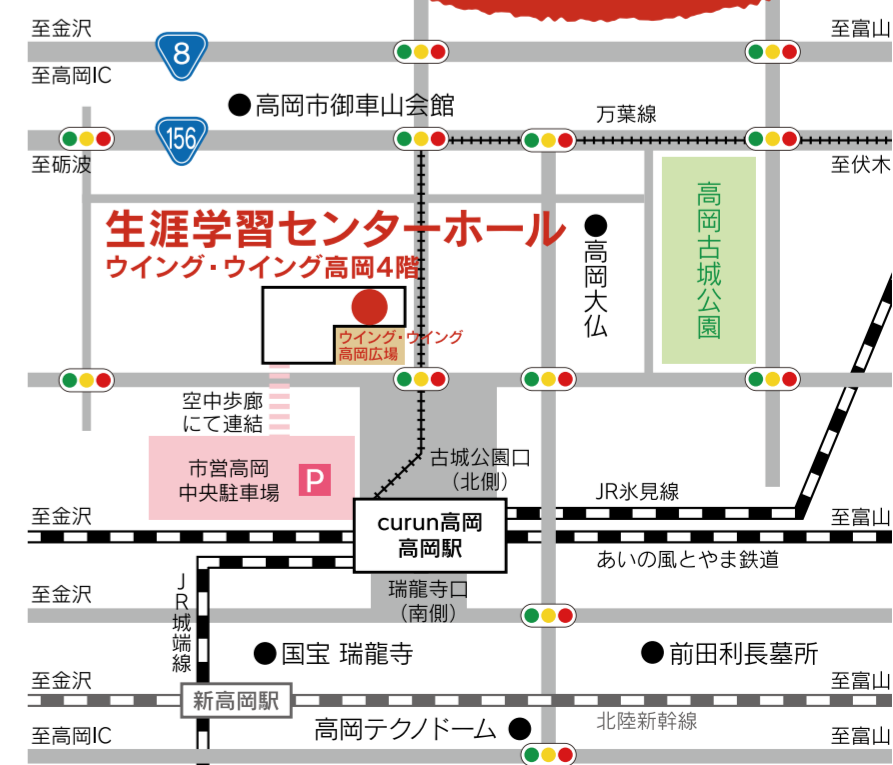 至金沢
8
至富山
至高岡IC
高岡市御車山会館
万葉線
156
至砺波
至伏木
生涯学習センターホール
ウイング・ウイング高岡4階
高岡大仏
高岡古城公園
ウイング・ウイング
高岡広場
空中歩廊
にて連結
市営高岡
中央駐車場
P
古城公園口
（北側）
JR氷見線
至金沢
curun高岡
高岡駅
至富山
あいの風とやま鉄道
JR城端線
至金沢
瑞龍寺口
（南側）
国宝 瑞龍寺
前田利長墓所
至金沢
至富山
新高岡駅
北陸新幹線
高岡テクノドーム
至高岡IC
至富山